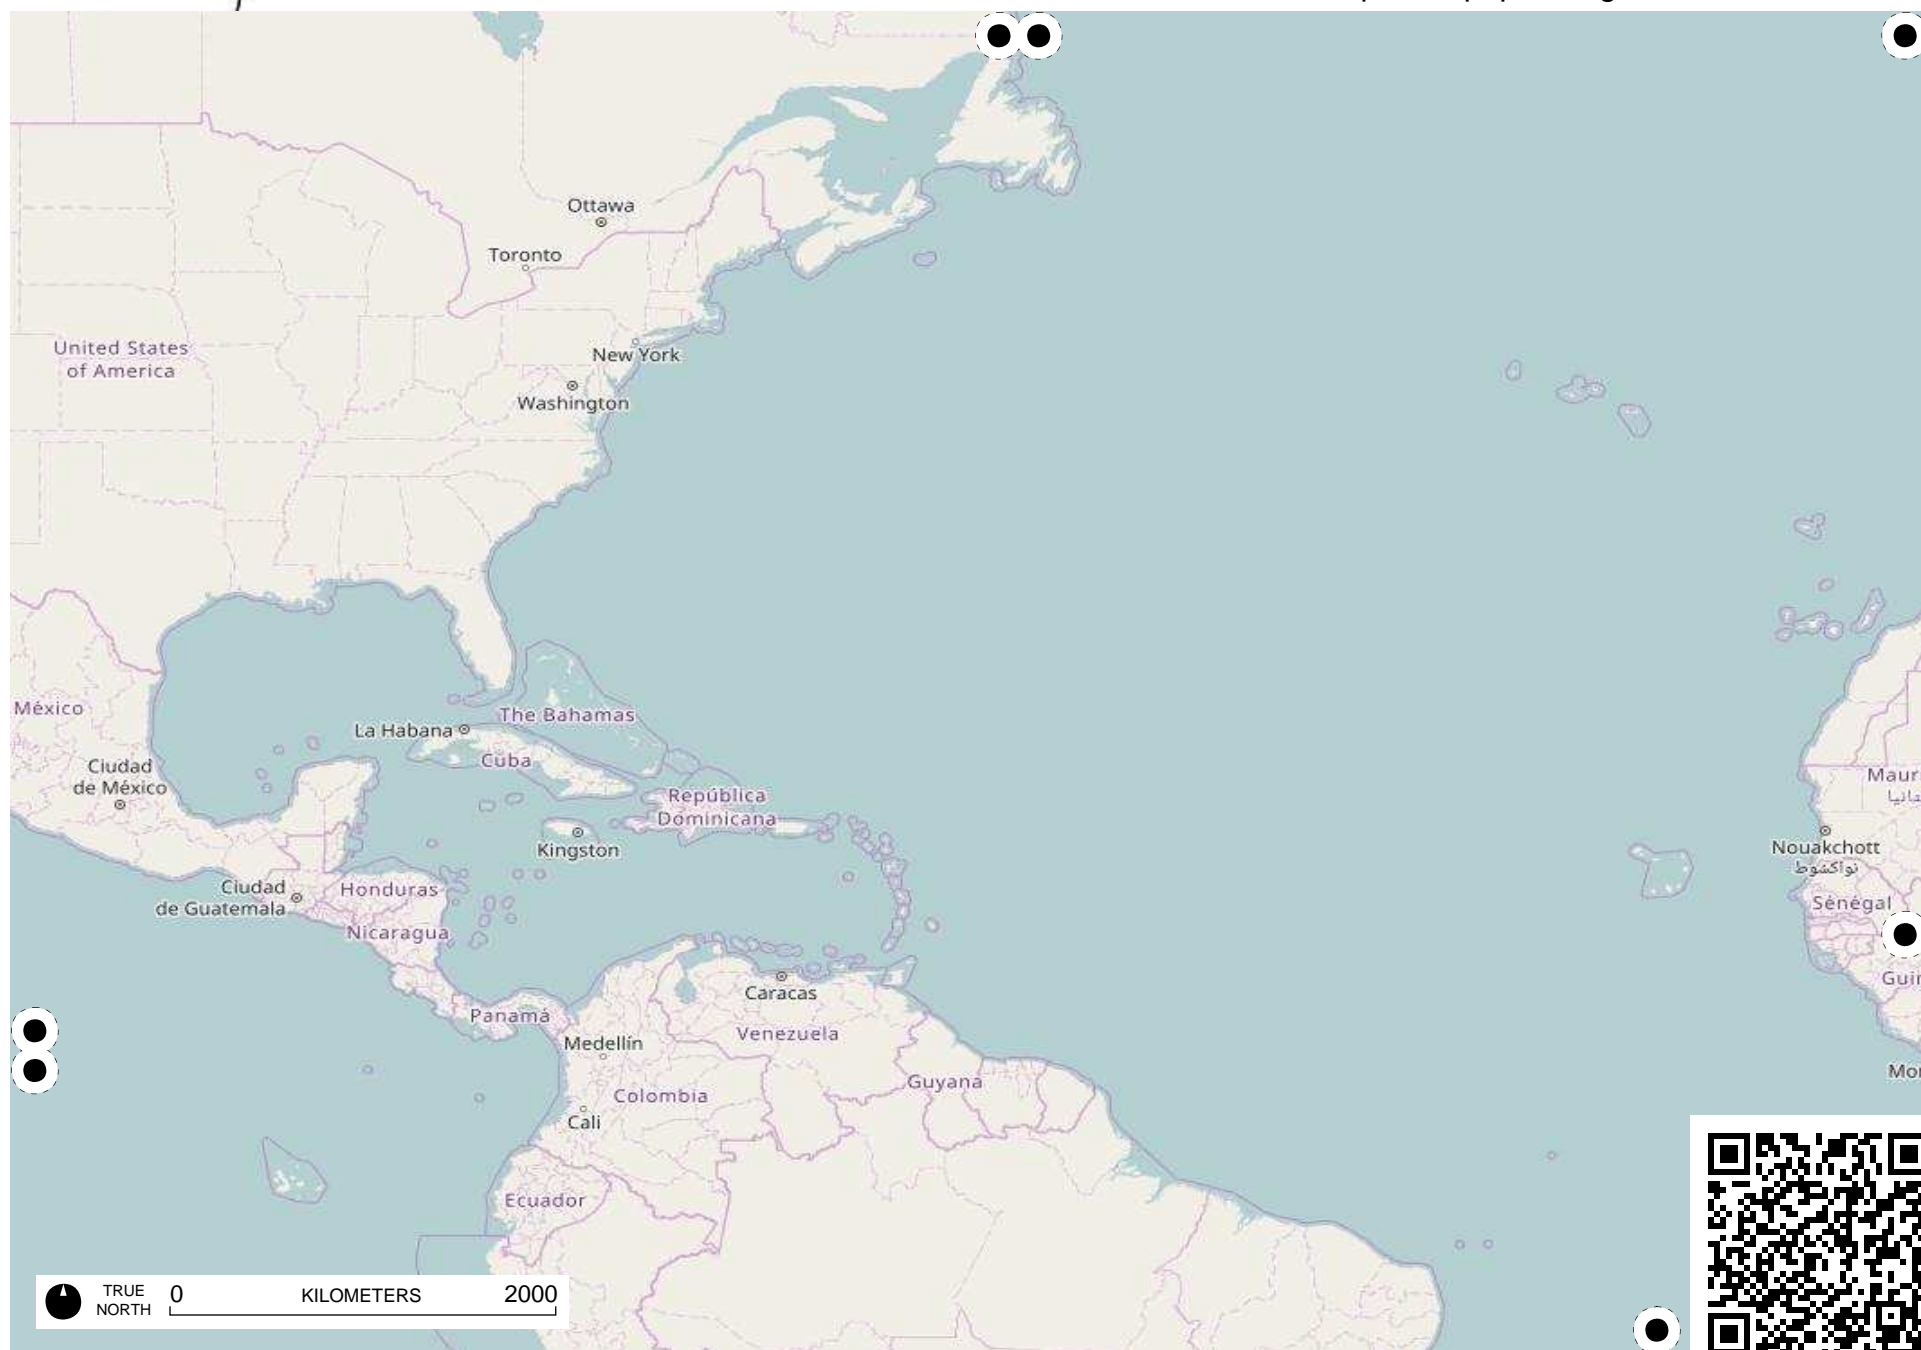 Ottawa
Toronto
United States
of America
New York
Washington
México
The Bahamas
La Habana
Cuba
Ciudad
de México
República
Dominicana
Kingston
Nouakchott
نواكشوط
Ciudad
de Guatemala
Honduras
Sénégal
Nicaragua
Caracas
Panamá
Venezuela
Medellín
Guyana
Colombia
Cali
Ecuador
TRUE
NORTH
0
KILOMETERS
2000